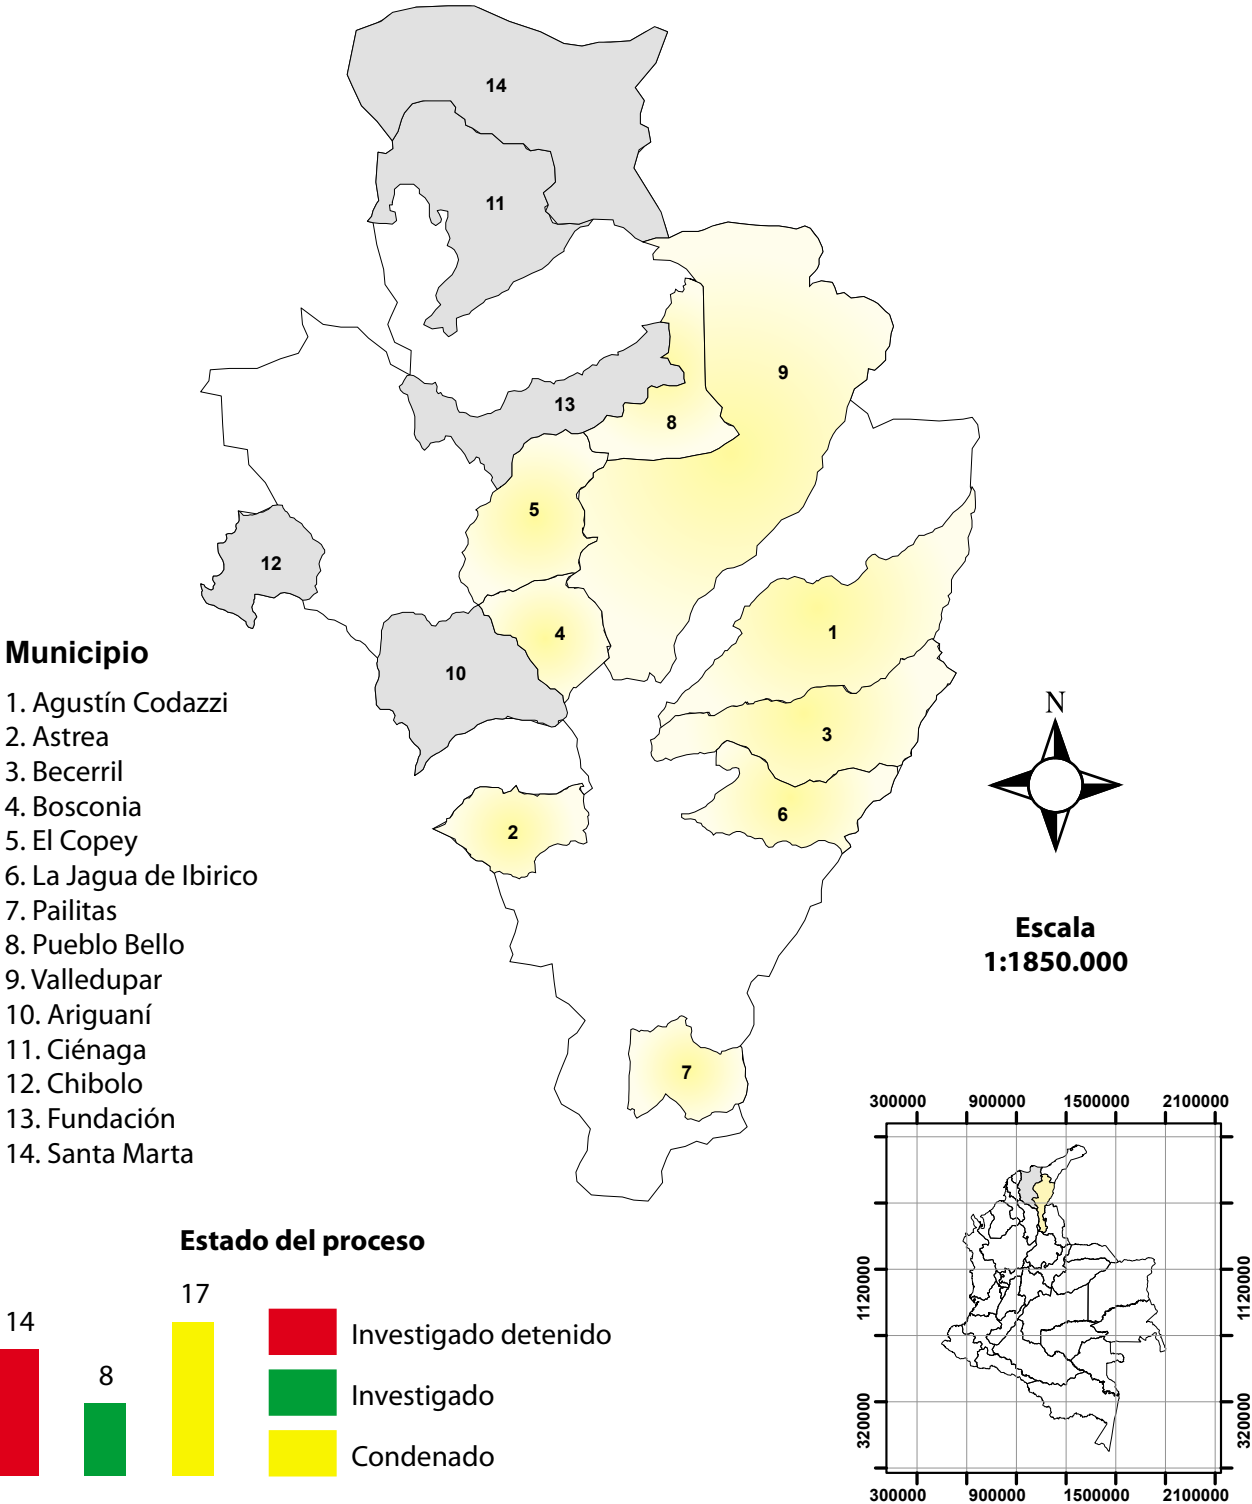 14
11
9
13
8
5
12
4
1
10
3
6
2
7
Municipio
1. Agustín Codazzi
2. Astrea
3. Becerril
4. Bosconia
5. El Copey
6. La Jagua de Ibirico
7. Pailitas
8. Pueblo Bello
9. Valledupar
10. Ariguaní
11. Ciénaga
12. Chibolo
13. Fundación
14. Santa Marta
N
Escala
1:1850.000
Estado del proceso
14
8
17
Investigado detenido
Investigado
Condenado
300000 900000 1500000 2100000
1120000 1120000
320000 320000
300000 900000 1500000 2100000